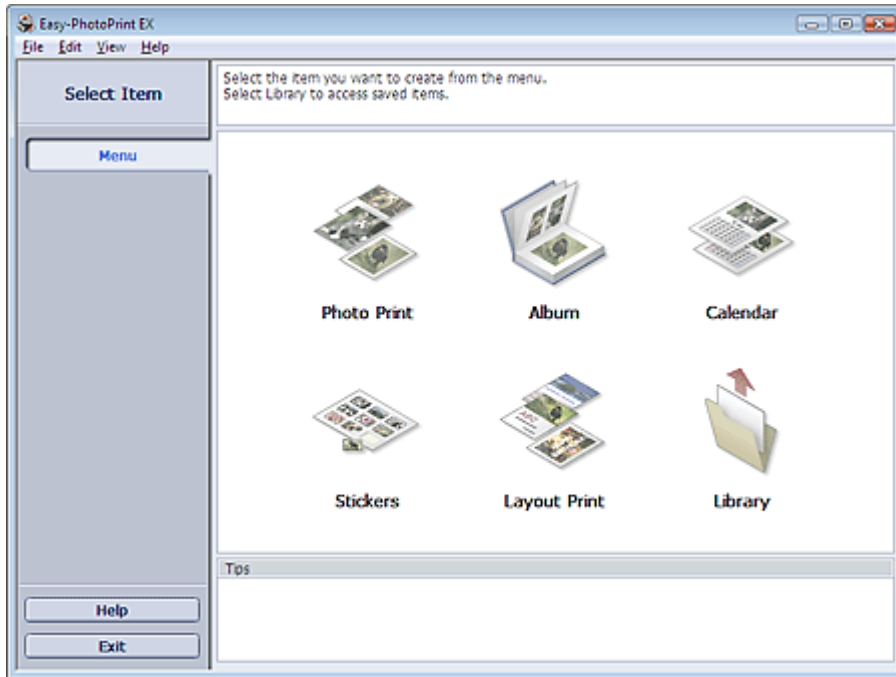 Easy-PhotoPrint EX
File Edit View Help
Select Item
Select the item you want to create from the menu.
Select Library to access saved items.
Menu
Photo Print
Album
Calendar
Stickers
Layout Print
Library
Tips
Help
Exit